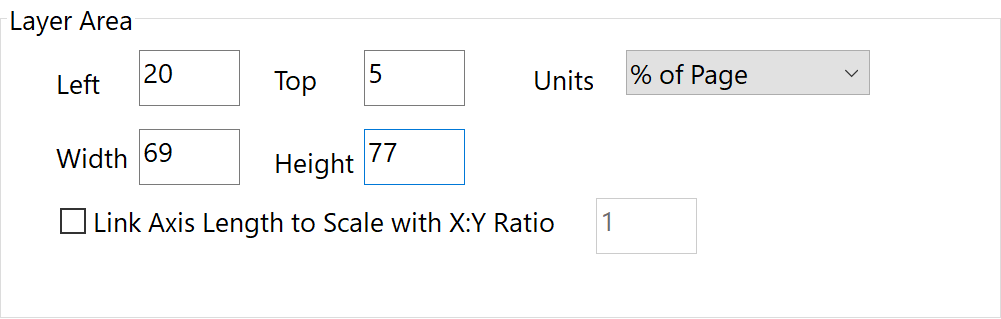 Layer Area
Left 20 Top 5 Units % of Page
Width 69 Height 77
Link Axis Length to Scale with X:Y Ratio 1